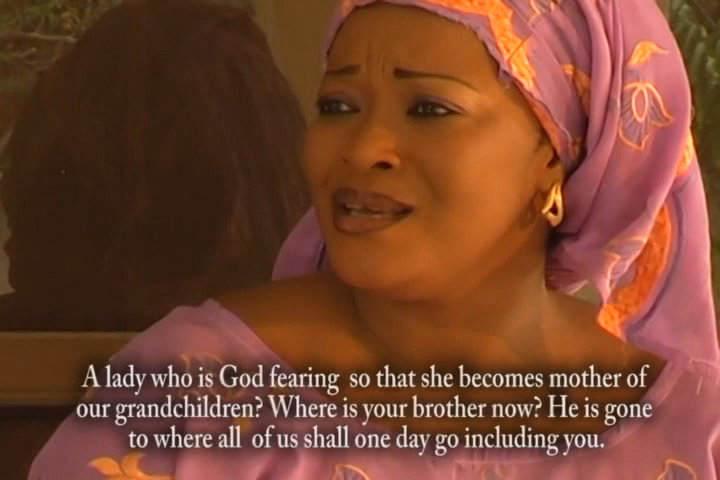 A lady who is God fearing  so that she becomes mother of
our grandchildren? Where is your brother now? He is gone
to where all  of us shall one day go including you.